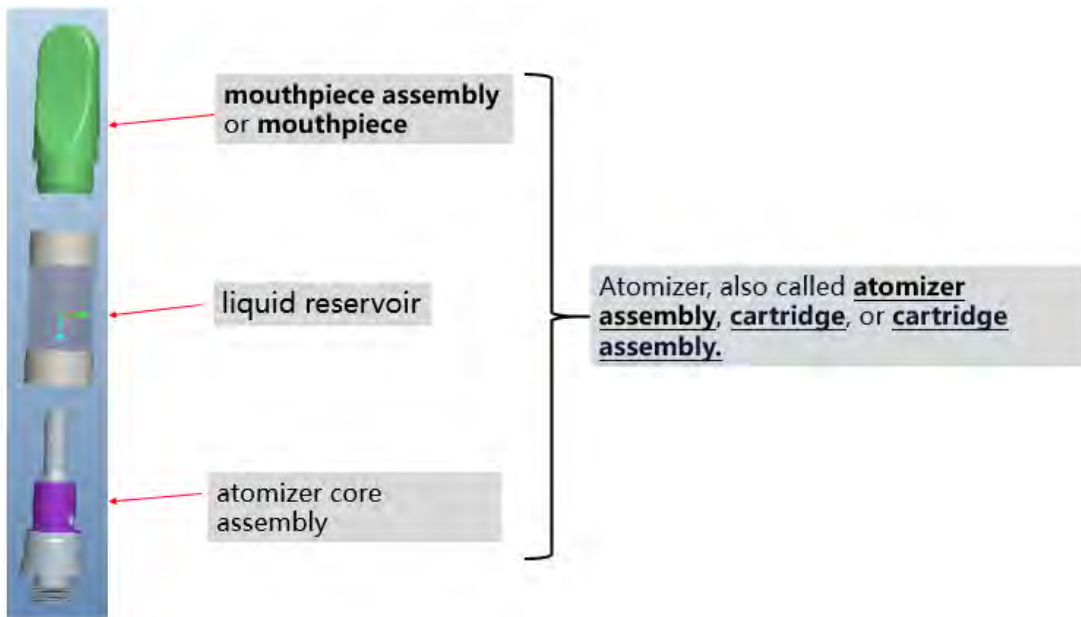 mouthpiece assembly
or mouthpiece
liquid reservoir
atomizer core
assembly
Atomizer, also called atomizer
assembly, cartridge, or cartridge
assembly.